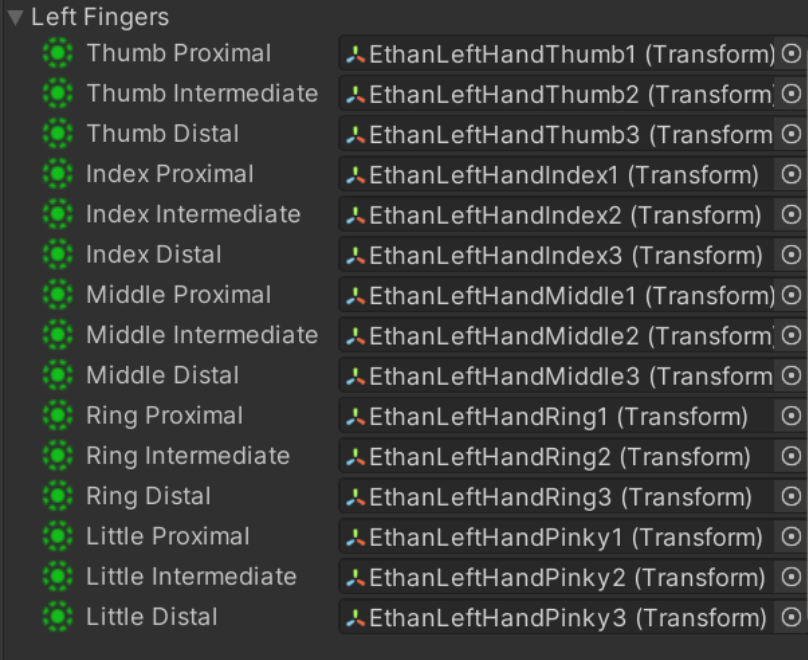 Left Fingers
Thumb Proximal EthanLeftHandThumb1 (Transform)
Thumb Intermediate EthanLeftHandThumb2 (Transform)
Thumb Distal EthanLeftHandThumb3 (Transform
Index Proximal EthanLeftHandIndex1 (Transform)
Index Intermediate EthanLeftHandIndex2 (Transform)
Index Distal EthanLeftHandIndex3 (Transform)
Middle Proximal EthanLeftHandMiddle1 (Transform)
Middle Intermediate EthanLeftHandMiddle2 (Transform)
Middle Distal EthanLeftHandMiddle3 (Transform
Ring Proximal EthanLeftHandRing1 (Transform)
Ring Intermediate EthanLeftHandRing2 (Transform)
Ring Distal EthanLeftHandRing3 (Transform)
Little Proximal EthanLeftHandPinky1 (Transform)
Little Intermediate EthanLeftHandPinky2 (Transform)
Little Distal EthanLeftHandPinky3 (Transform)